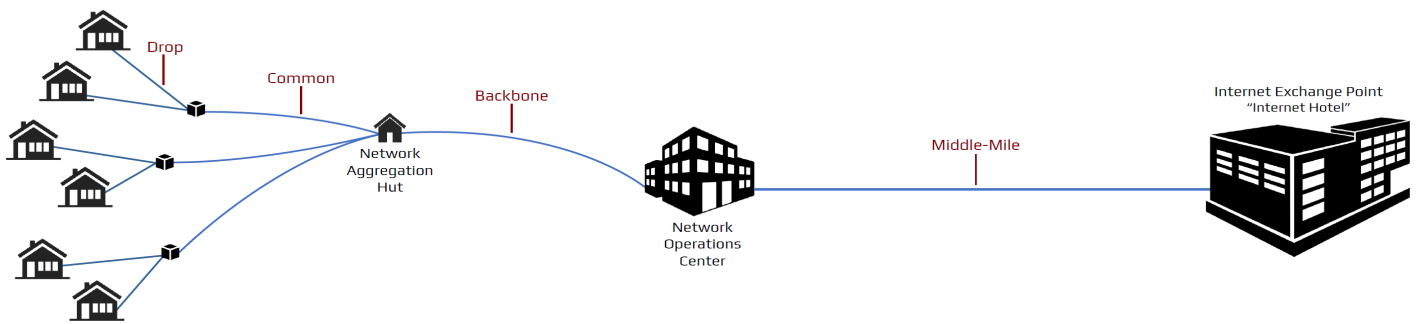 Drop
Common
Backbone
Network
Aggregation
Hut
Network
Operations
Center
Middle-Mile
Internet Exchange Point
“Internet Hotel”